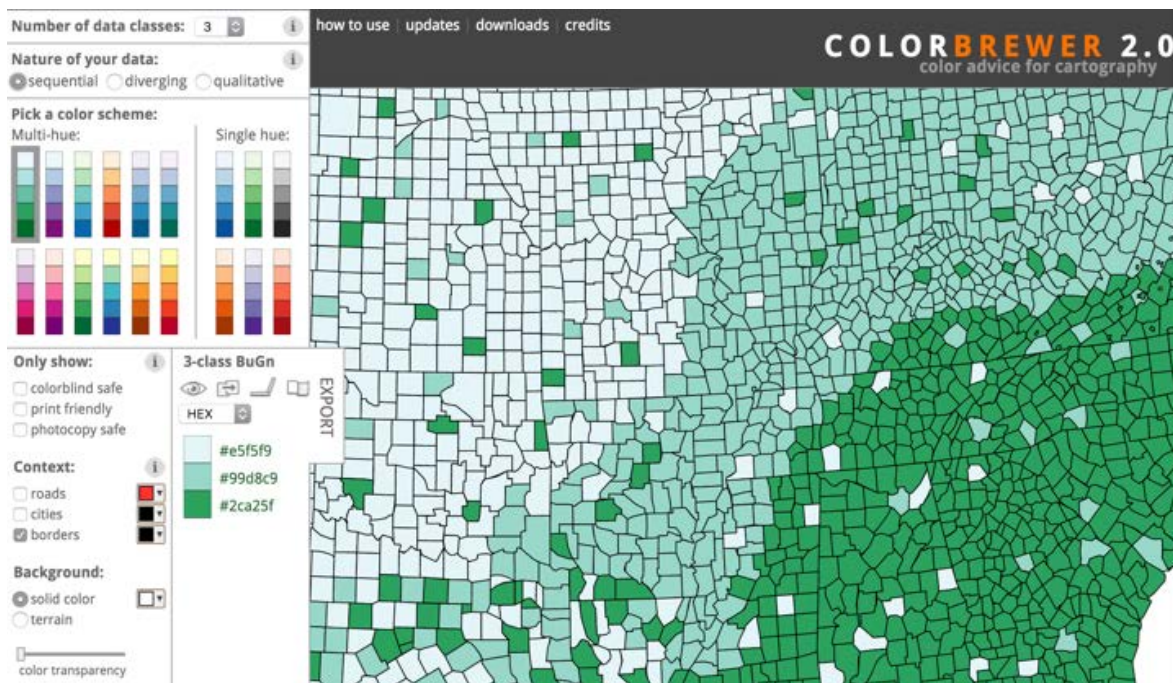 Number of data classes: 3 i
how to use updates downloads credits
COLORBREWER 2.0
color advice for cartography
Nature of your data: i
sequential diverging qualitative
Pick a color scheme:
Multi-hue: Single hue:
Only show: i
colorblind safe
print friendly
photocopy safe
Context: i
roads
cities
borders
Background:
solid color
terrain
color transparency
3-class BuGn
HEX
EXPORT
#e5f5f9
#99d8c9
#2ca25f